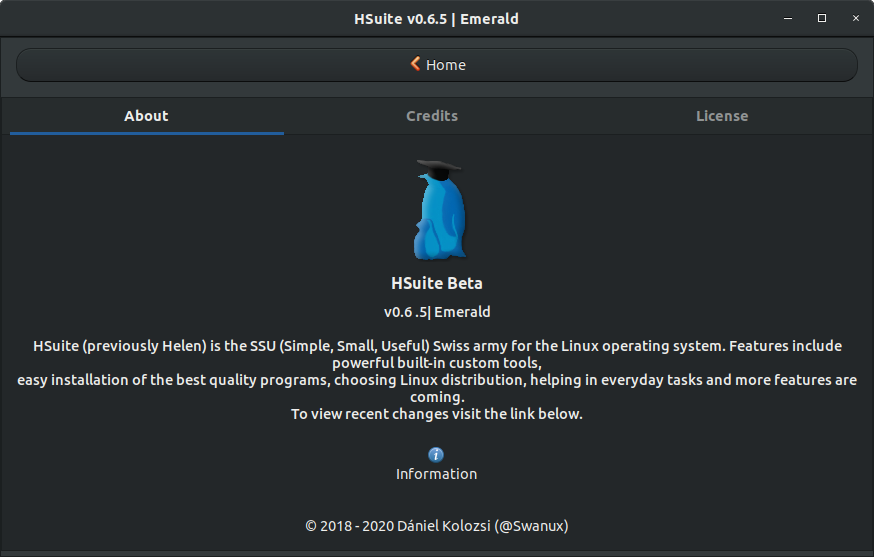 HSuite v0.6.5 | Emerald
Home
About
Credits
License
HSuite Beta
v0.6 .5| Emerald
HSuite (previously Helen) is the SSU (Simple, Small, Useful) Swiss army for the Linux operating system. Features include
powerful built-in custom tools,
easy installation of the best quality programs, choosing Linux distribution, helping in everyday tasks and more features are
coming.
To view recent changes visit the link below.
i
Information
© 2018 - 2020 Dániel Kolozsi (@Swanux)